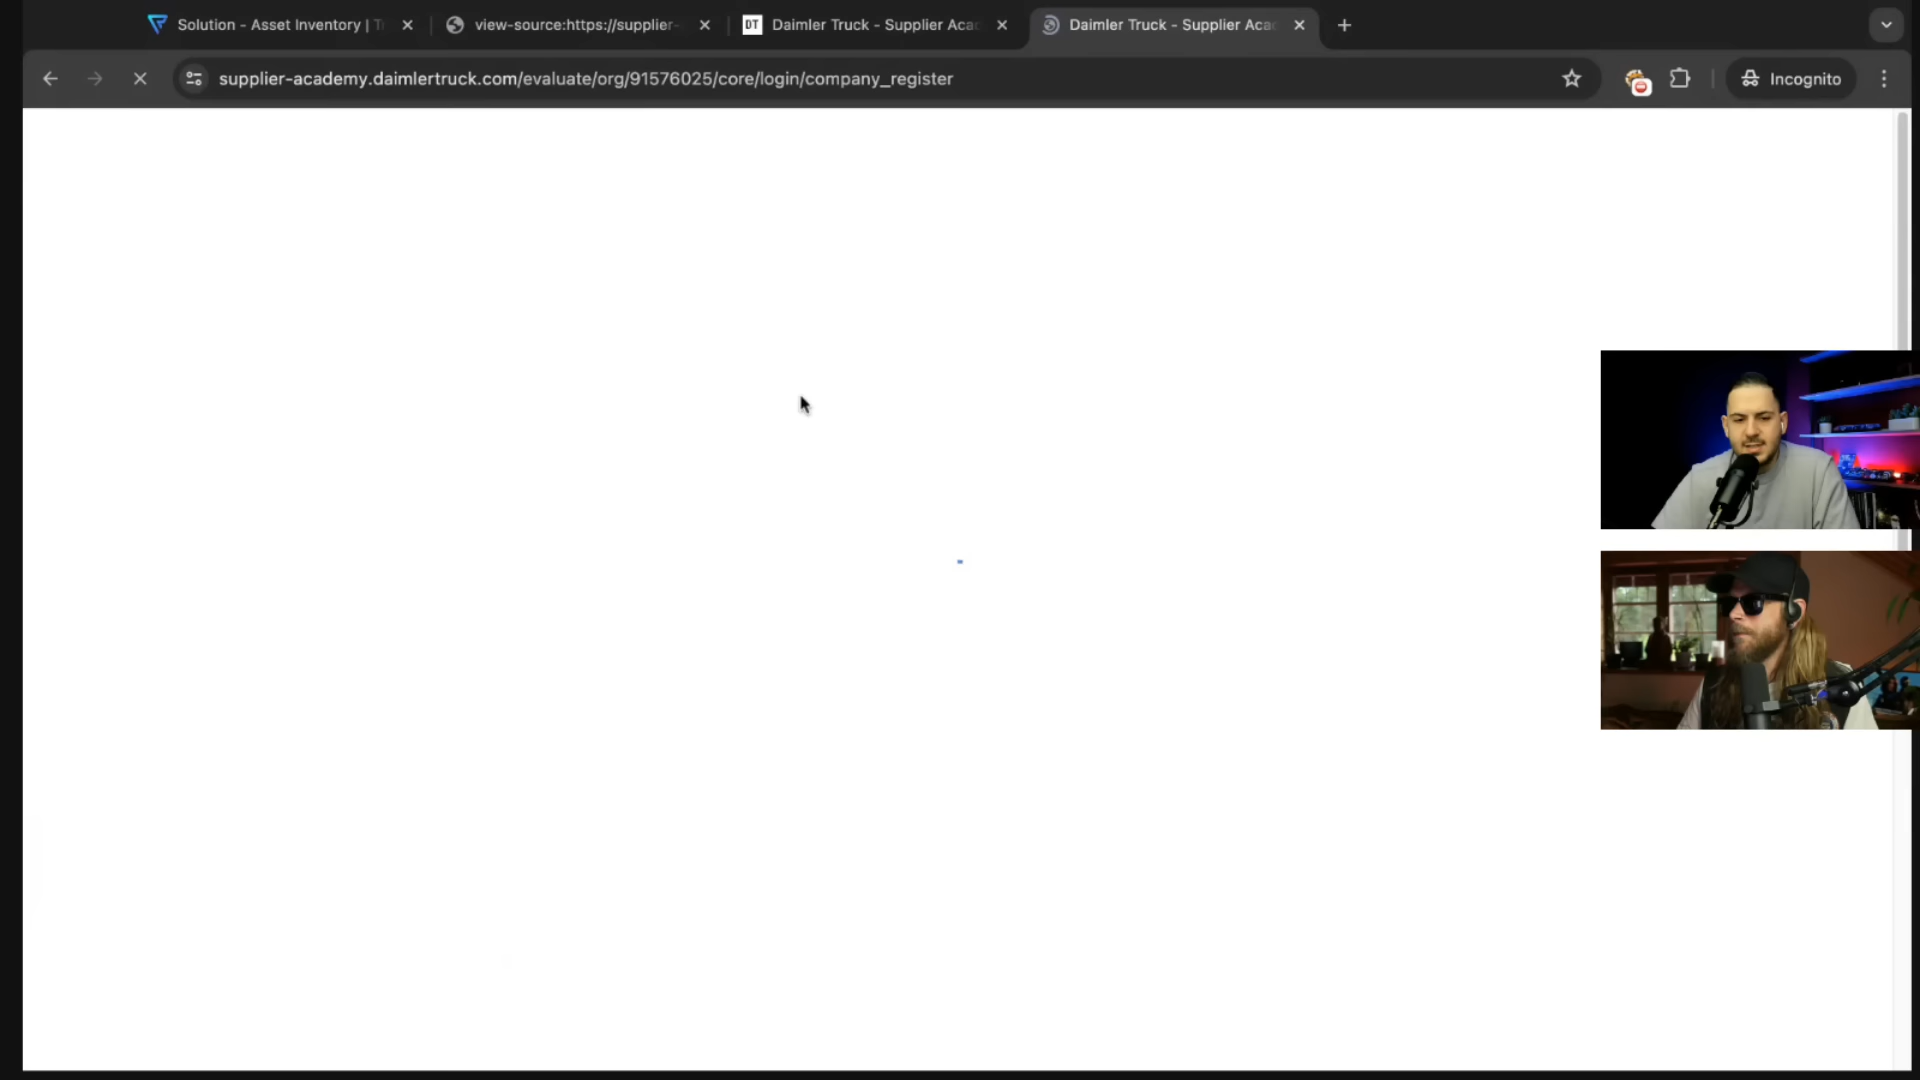 Solution - Asset Inventory | T
view-source:https://supplier-
DT
Daimler Truck - Supplier Aca
Daimler Truck - Supplier Aca
supplier-academy.daimlertruck.com/evaluate/org/91576025/core/login/company_register
Incognito